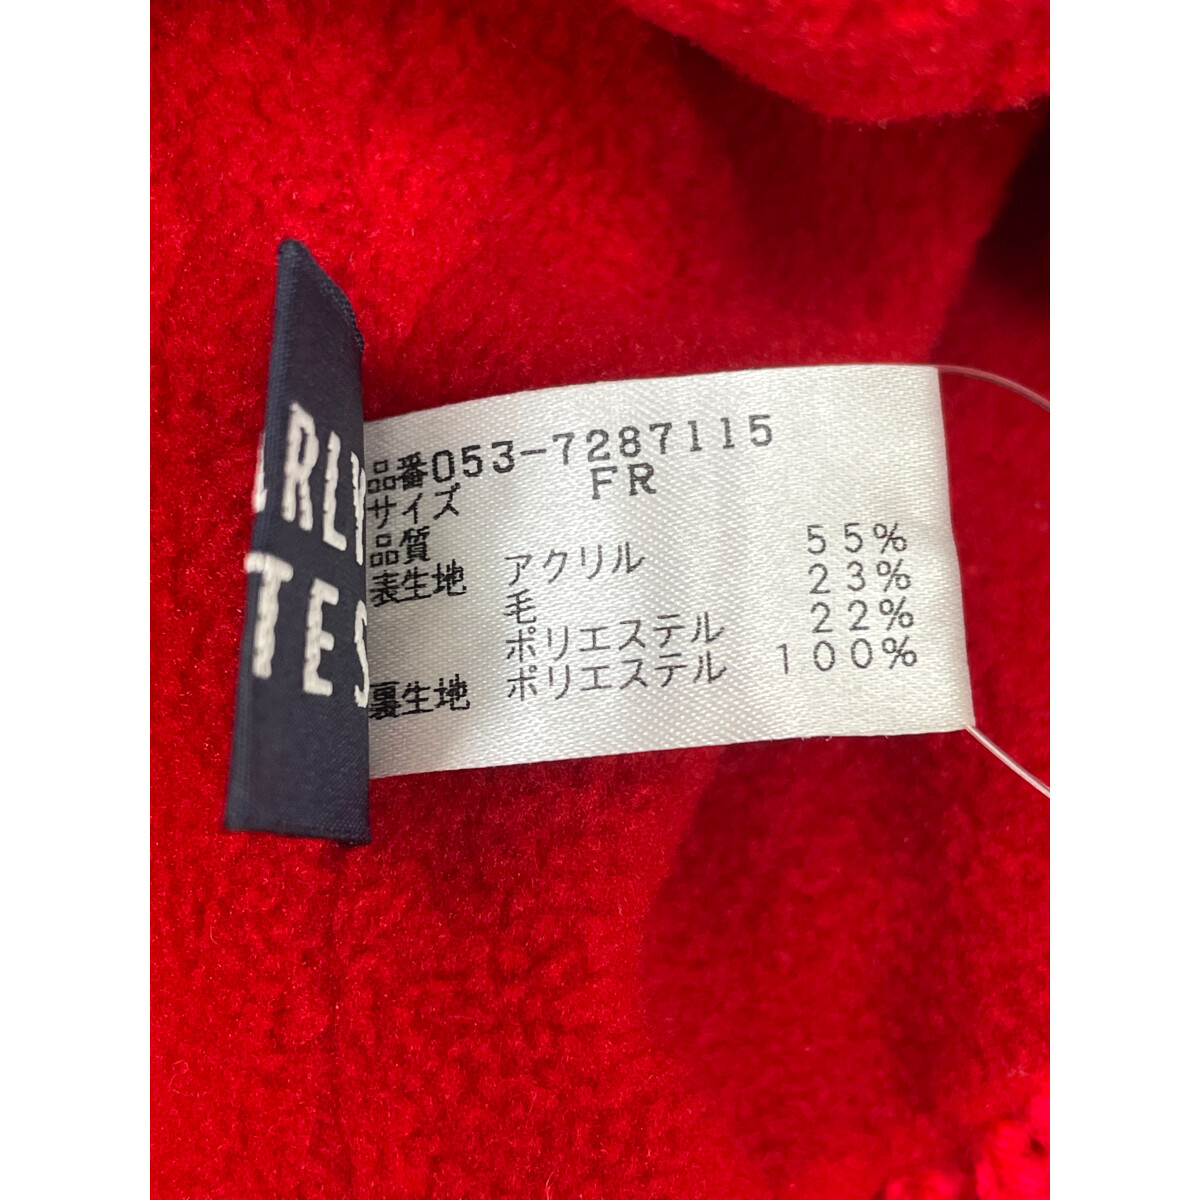 RLY
TES
品番053-7287115
サイズ FR
品質
表生地 アクリル 55%
毛 23%
ポリエステル 22%
裏生地 ポリエステル 100%